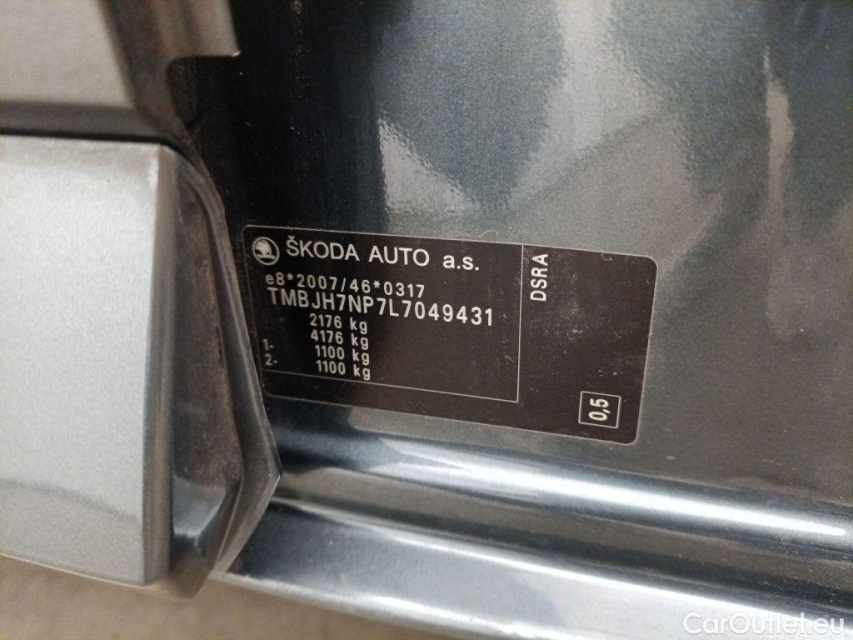 ŠKODA AUTO a.s.
e8*2007/46*0317
TMBJH7NP7L7049431
2176 kg
4176 kg
1- 1100 kg
2- 1100 kg
DSRA
0,5
CarOutlet.eu